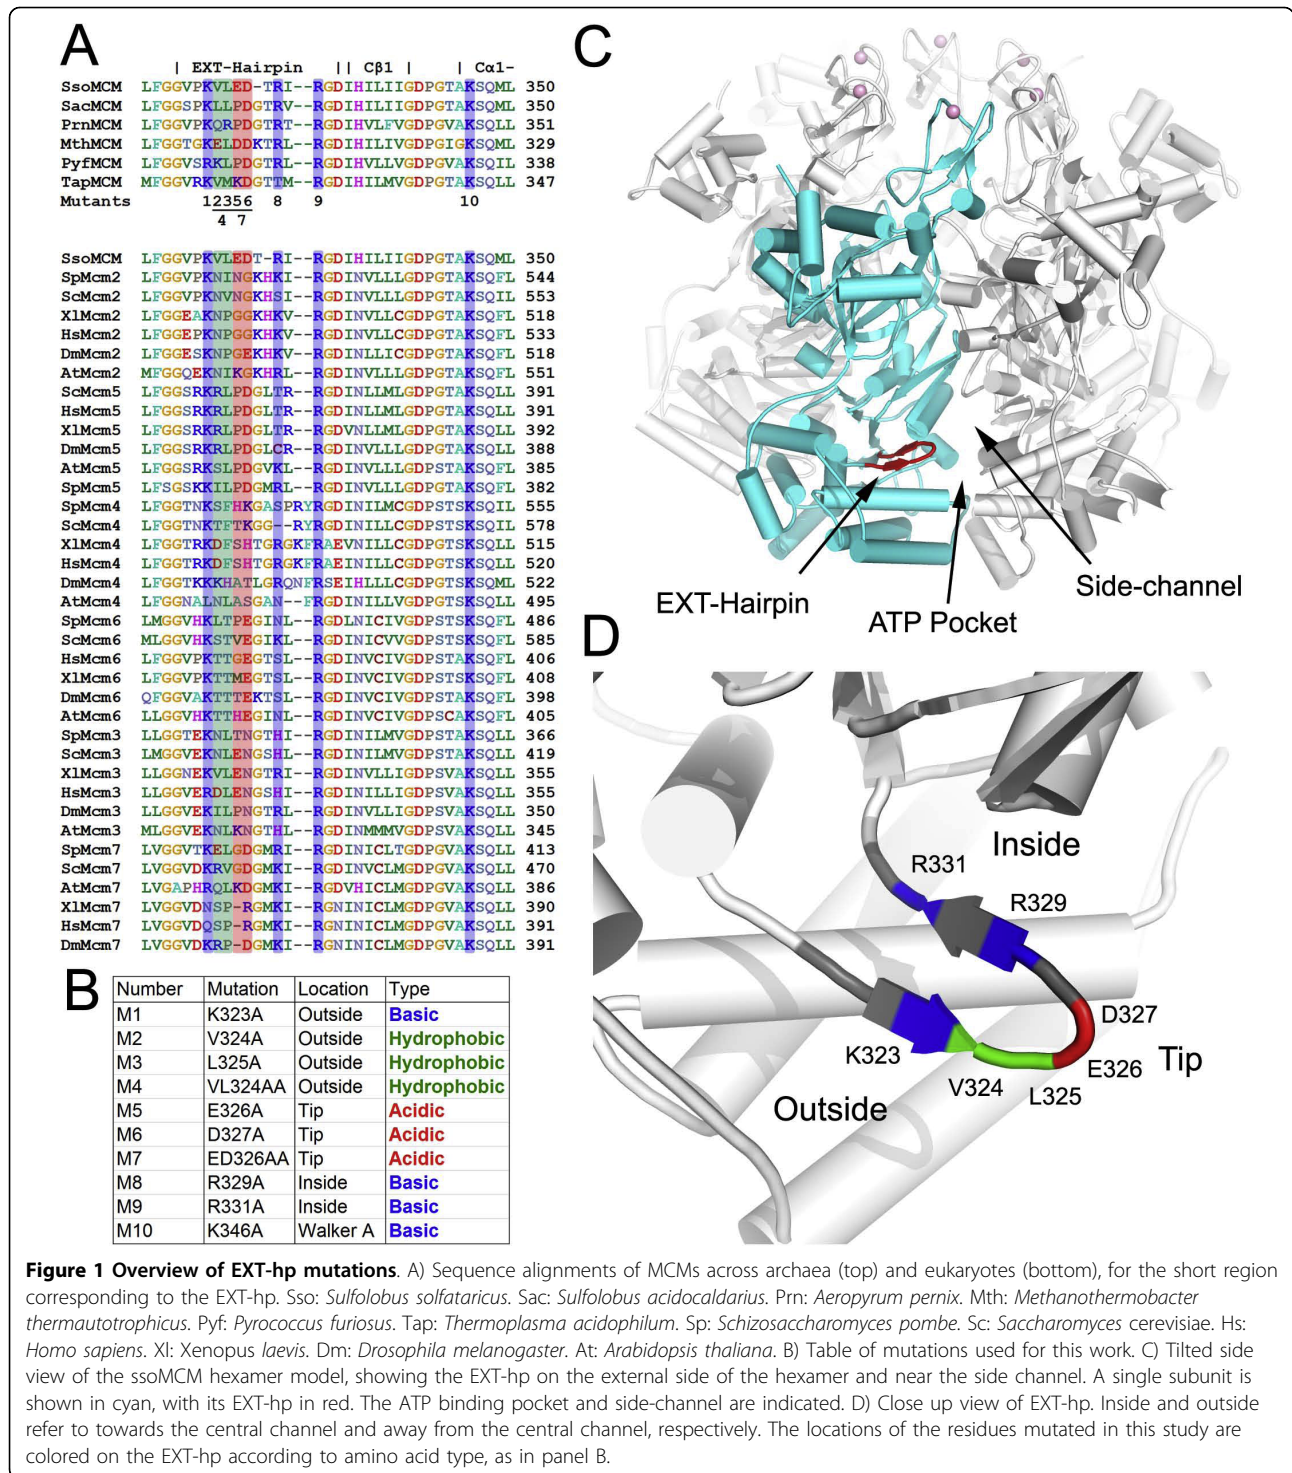 A
| EXT-Hairpin || Cβ1 | | Cα1-
SsoMCM LFGGVPKVLED-TRI--RGDIHILIIGDPGTAKSQML 350
SacMCM LFGGSPKLLPDGTRV--RGDIHILIIGDPGTAKSQML 350
PrnMCM LFGGVPKQRPDGTRT--RGDIHVLFVGDPGVAKSQLL 351
MthMCM LFGGTGKELDDKTRL--RGDIHILIVGDPGIGKSQML 329
PyfMCM LFGGVSRKLPDGTRL--RGDIHVLLVGDPGVAKSQIL 338
TapMCM MFGGVRKVMKDGTTM--RGDIHILMVGDPGTAKSQLL 347
Mutants 12356 8 9 10
4 7
SsoMCM LFGGVPKVLEDT-RI--RGDIHILIIGDPGTAKSQML 350
SpMcm2 LFGGVPKNINGKHKI--RGDINVLLLGDPGTAKSQFL 544
ScMcm2 LFGGVPKNVNGKHSI--RGDINVLLLGDPGTAKSQIL 553
XlMcm2 LFGGEAKNPGGKHKV--RGDINVLLCGDPGTAKSQFL 518
HsMcm2 LFGGEPKNPGGKHKV--RGDINVLLCGDPGTAKSQFL 533
DmMcm2 LFGGESKNPGEKHKV--RGDINLLICGDPGTAKSQFL 518
AtMcm2 MFGGQEKNIKGKHRL--RGDINVLLLGDPGTAKSQFL 551
ScMcm5 LFGGSRKRLPDGLTR--RGDINVLMLGDPGTAKSQLL 391
HsMcm5 LFGGSRKRLPDGLTR--RGDINLLMLGDPGTAKSQLL 391
XlMcm5 LFGGSRKRLPDGLTR--RGDVNLLMLGDPGTAKSQLL 392
DmMcm5 LFGGSRKRLPDGLCR--RGDINVLLLGDPGTAKSQLL 388
AtMcm5 LFGGSRKSLPDGVKL--RGDINVLLLGDPSTAKSQLL 385
SpMcm5 LFSGSKKILPDGMRL--RGDINVLLLGDPGTAKSQLL 382
SpMcm4 LFGGTNKSFHKGASPRYRGDINILMCGDPSTSKSQIL 555
ScMcm4 LFGGTNKTFTKGG--RYRGDINILLCGDPSTSKSQIL 578
XlMcm4 LFGGTRKDFSHTGRGKFRAEVNILLCGDPGTSKSQLL 515
HsMcm4 LFGGTRKDFSHTGRGKFRAEINILLCGDPGTSKSQLL 520
DmMcm4 LFGGTKKKHATLGRQNFRSEIHLLLCGDPGTSKSQML 522
AtMcm4 LFGGNALNLASGAN--FRGDINILLVGDPGTSKSQLL 495
SpMcm6 LMGGVHKLTPEGINL--RGDLNICIVGDPSTSKSQFL 486
ScMcm6 MLGGVHKSTVEGIKL--RGDINICVVGDPSTSKSQFL 585
HsMcm6 LFGGVPKTTGEGTSL--RGDINVCIVGDPSTAKSQFL 406
XlMcm6 LFGGVPKTTMEGTSL--RGDINVCIVGDPSTSKSQFL 408
DmMcm6 QFGGVAKTTTEKTSL--RGDINVCIVGDPSTAKSQFL 398
AtMcm6 LLGGVHKTTHEGINL--RGDINVCIVGDPSCAKSQFL 405
SpMcm3 LLGGTEKNLTNGTHI--RGDINILMVGDPSTAKSQLL 366
ScMcm3 LMGGVEKNLENGSHL--RGDINILMVGDPSTAKSQLL 419
XlMcm3 LLGGNEKVLENGTRI--RGDINVLLIGDPSVAKSQLL 355
HsMcm3 LLGGVERDLENGSHI--RGDINILLIGDPSVAKSQLL 355
DmMcm3 LLGGVEKILPNGTRL--RGDINVLLIGDPSVAKSQLL 350
AtMcm3 MLGGVEKNLKNGTHL--RGDINMMMVGDPSVAKSQLL 345
SpMcm7 LVGGVTKELGDGMRI--RGDINICLTGDPGVAKSQLL 413
ScMcm7 LVGGVDKRVGDGMKI--RGDINVCLMGDPGVAKSQLL 470
AtMcm7 LVGAPHRQLKDGMKI--RGDVHICLMGDPGVAKSQLL 386
XlMcm7 LVGGVDNSP-RGMKI--RGNINICLMGDPGVAKSQLL 390
HsMcm7 LVGGVDQSP-RGMKI--RGNINICLMGDPGVAKSQLL 391
DmMcm7 LVGGVDKRP-DGMKI--RGNINICLMGDPGVAKSQLL 391
B
Number Mutation Location Type
M1 K323A Outside Basic
M2 V324A Outside Hydrophobic
M3 L325A Outside Hydrophobic
M4 VL324AA Outside Hydrophobic
M5 E326A Tip Acidic
M6 D327A Tip Acidic
M7 ED326AA Tip Acidic
M8 R329A Inside Basic
M9 R331A Inside Basic
M10 K346A Walker A Basic
C
EXT-Hairpin
ATP Pocket
Side-channel
D
Inside
R331
R329
D327
K323
E326
Tip
V324
L325
Outside
Figure 1 Overview of EXT-hp mutations. A) Sequence alignments of MCMs across archaea (top) and eukaryotes (bottom), for the short region
corresponding to the EXT-hp. Sso: Sulfolobus solfataricus. Sac: Sulfolobus acidocaldarius. Prn: Aeropyrum pernix. Mth: Methanothermobacter
thermautotrophicus. Pyf: Pyrococcus furiosus. Tap: Thermoplasma acidophilum. Sp: Schizosaccharomyces pombe. Sc: Saccharomyces cerevisiae. Hs:
Homo sapiens. Xl: Xenopus laevis. Dm: Drosophila melanogaster. At: Arabidopsis thaliana. B) Table of mutations used for this work. C) Tilted side
view of the ssoMCM hexamer model, showing the EXT-hp on the external side of the hexamer and near the side channel. A single subunit is
shown in cyan, with its EXT-hp in red. The ATP binding pocket and side-channel are indicated. D) Close up view of EXT-hp. Inside and outside
refer to towards the central channel and away from the central channel, respectively. The locations of the residues mutated in this study are
colored on the EXT-hp according to amino acid type, as in panel B.